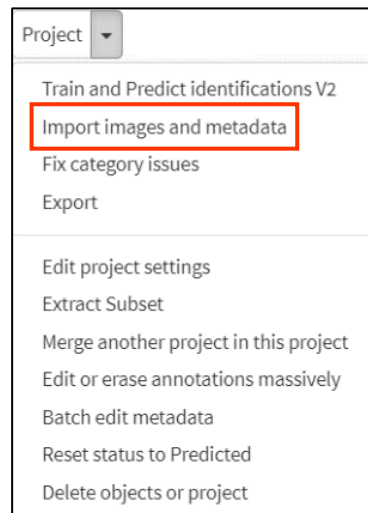 Project
Train and Predict identifications V2
Import images and metadata
Fix category issues
Export
Edit project settings
Extract Subset
Merge another project in this project
Edit or erase annotations massively
Batch edit metadata
Reset status to Predicted
Delete objects or project